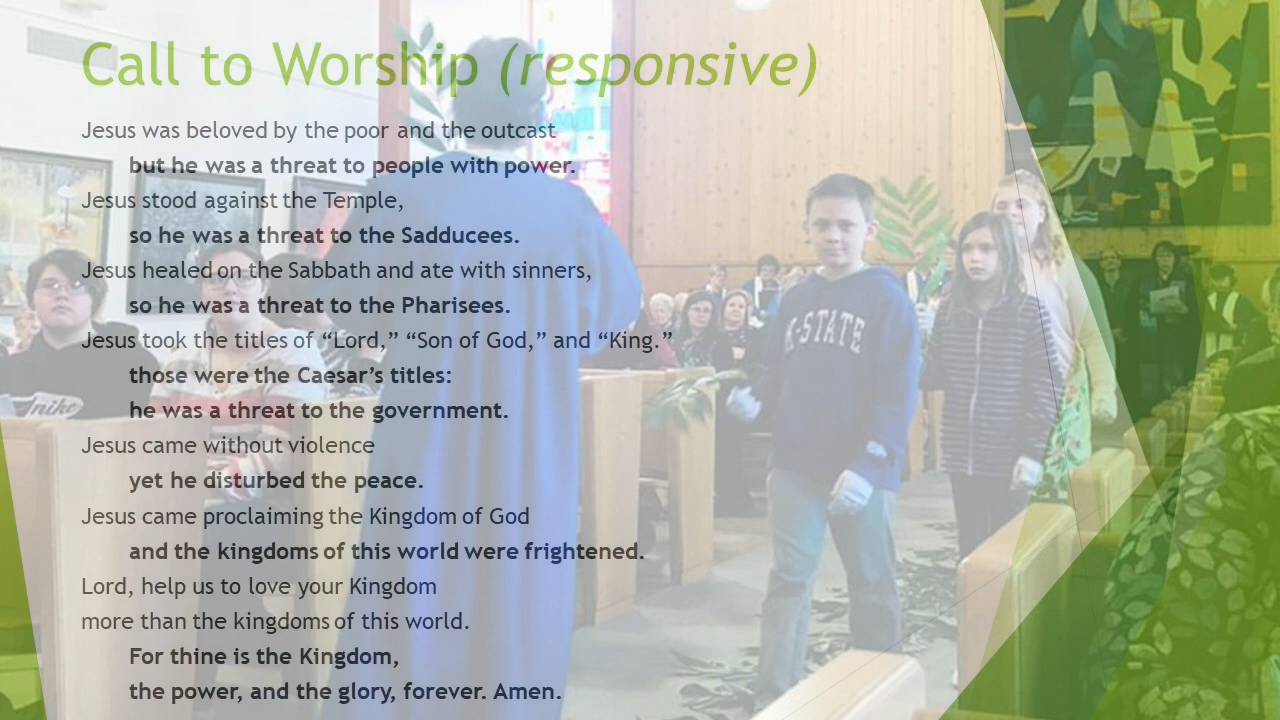 Call to Worship (responsive)
Jesus was beloved by the poor and the outcast
but he was a threat to people with power.
Jesus stood against the Temple,
so he was a threat to the Sadducees.
Jesus healed on the Sabbath and ate with sinners,
so he was a threat to the Pharisees.
Jesus took the titles of “Lord,” “Son of God,” and “King.”
those were the Caesar’s titles:
he was a threat to the government.
Jesus came without violence
yet he disturbed the peace.
Jesus came proclaiming the Kingdom of God
and the kingdoms of this world were frightened.
Lord, help us to love your Kingdom
more than the kingdoms of this world.
For thine is the Kingdom,
the power, and the glory, forever. Amen.
K-STATE